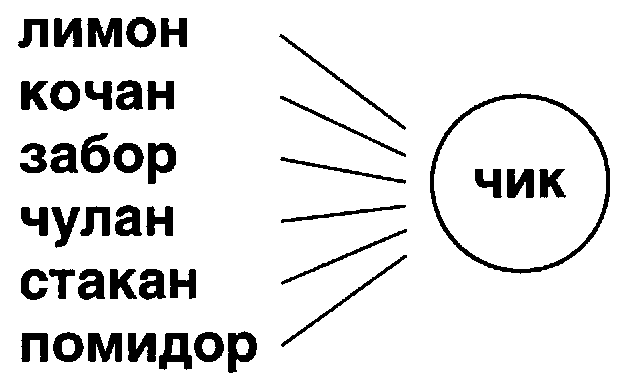 лимон
кочан
забор
чулан
стакан
помидор
чик